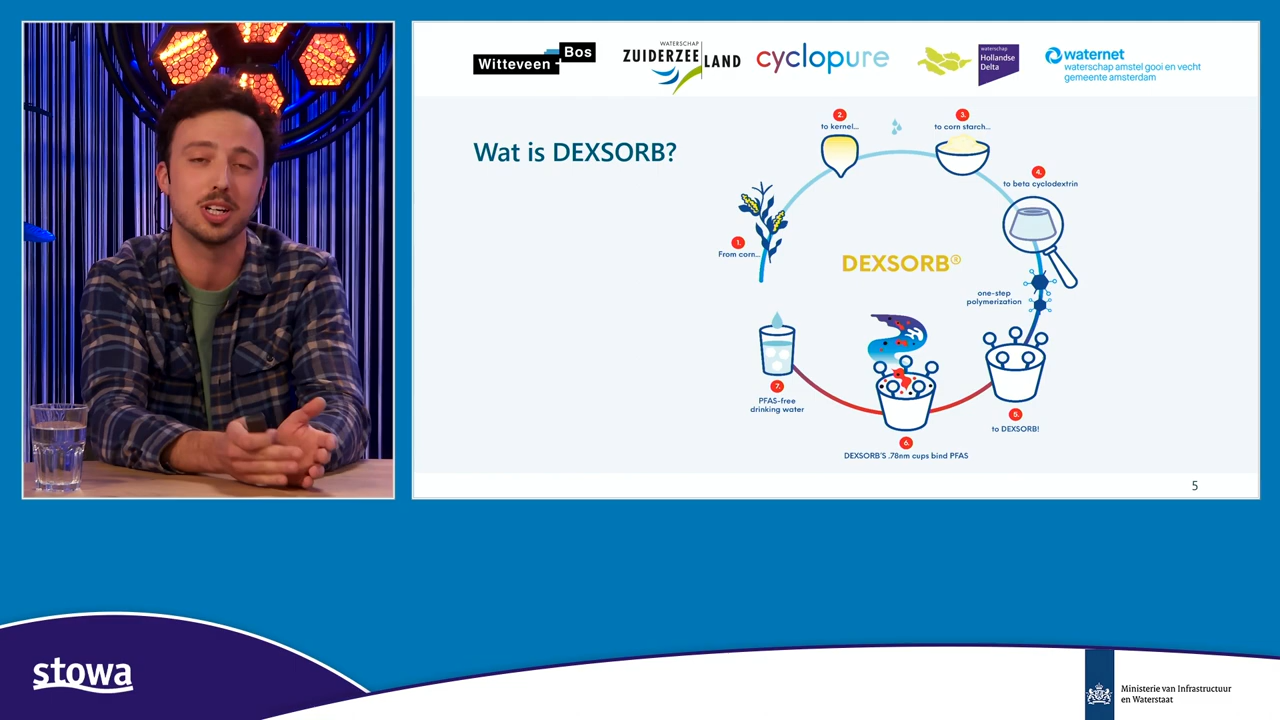 Witteveen + Bos
WATERSCHAP
ZUIDERZEELAND
cyclopure
waterschap
Hollandse
Delta
waternet
waterschap amstel gooi en vecht
gemeente amsterdam
Wat is DEXSORB?
1.
From corn...
2.
to kernel...
3.
to corn starch...
4.
to beta cyclodextrin
DEXSORB®
one-step
polymerization
5.
to DEXSORB!
6.
DEXSORB'S .78nm cups bind PFAS
7.
PFAS-free
drinking water
5
stowa
Ministerie van Infrastructuur
en Waterstaat